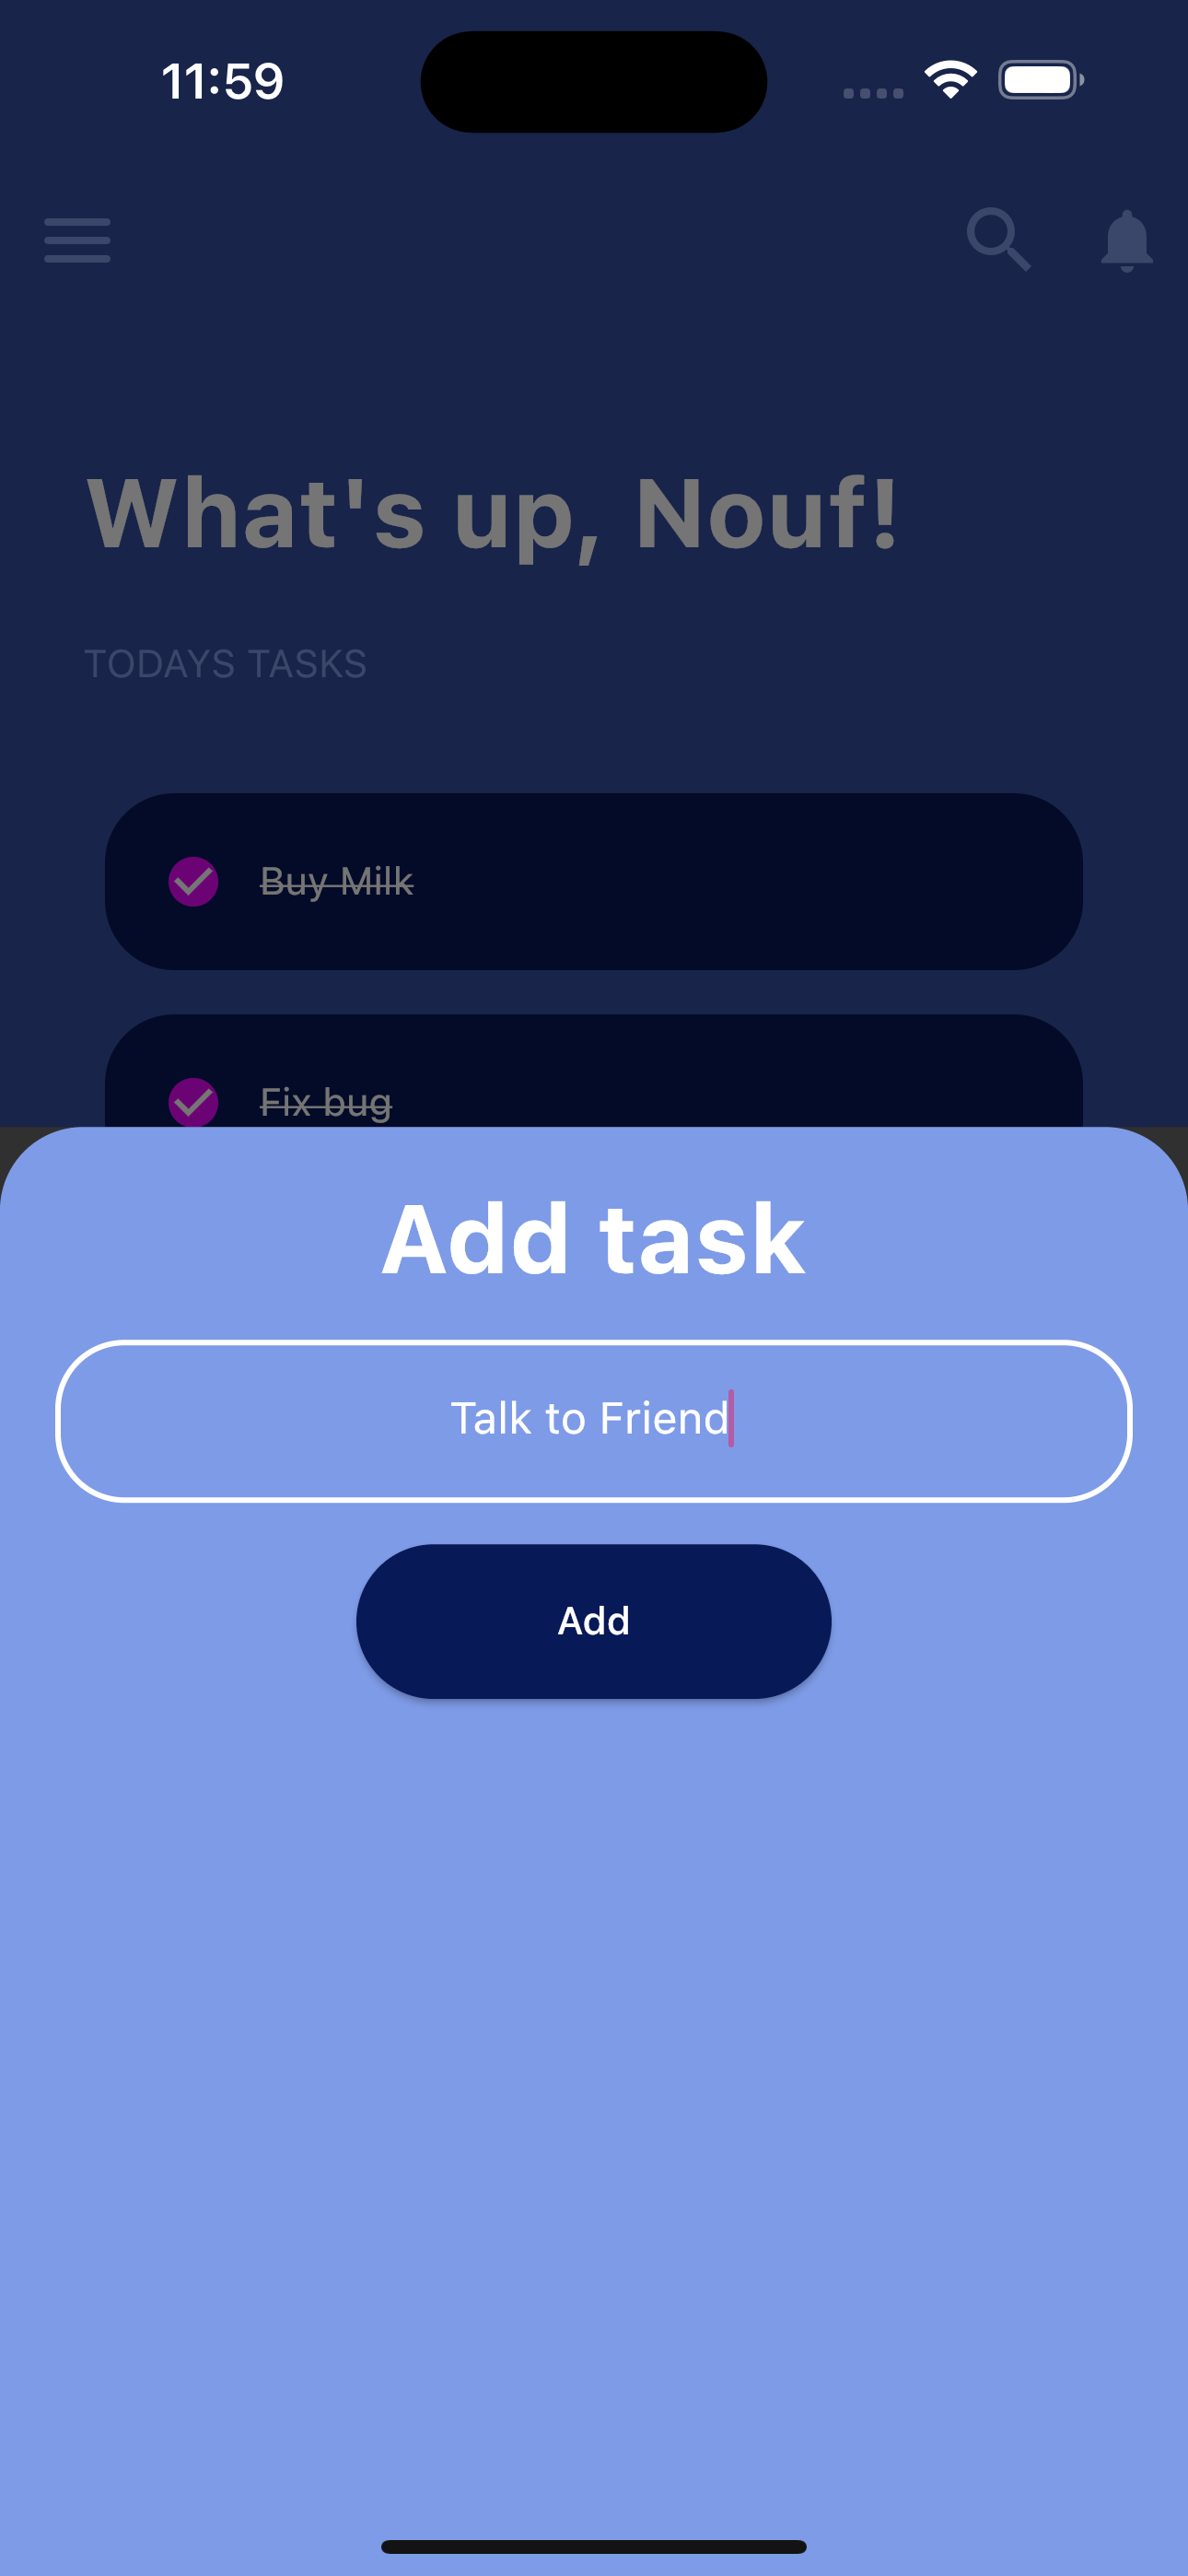 11:59
What's up, Nouf!
TODAYS TASKS
Buy Milk
Fix bug
Add task
Talk to Friend
Add